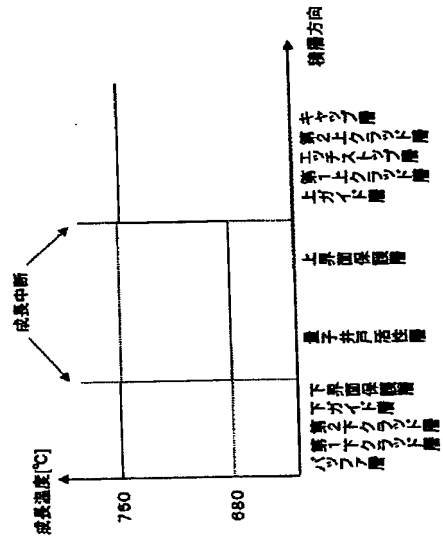 成長中断
成長温度[℃]
760
680
積層方向
バッファ層
第1下クラッド層
第2下クラッド層
下ガイド層
下界面保護層
量子井戸活性層
上界面保護層
上ガイド層
第1上クラッド層
エッチストップ層
第2上クラッド層
キャップ層